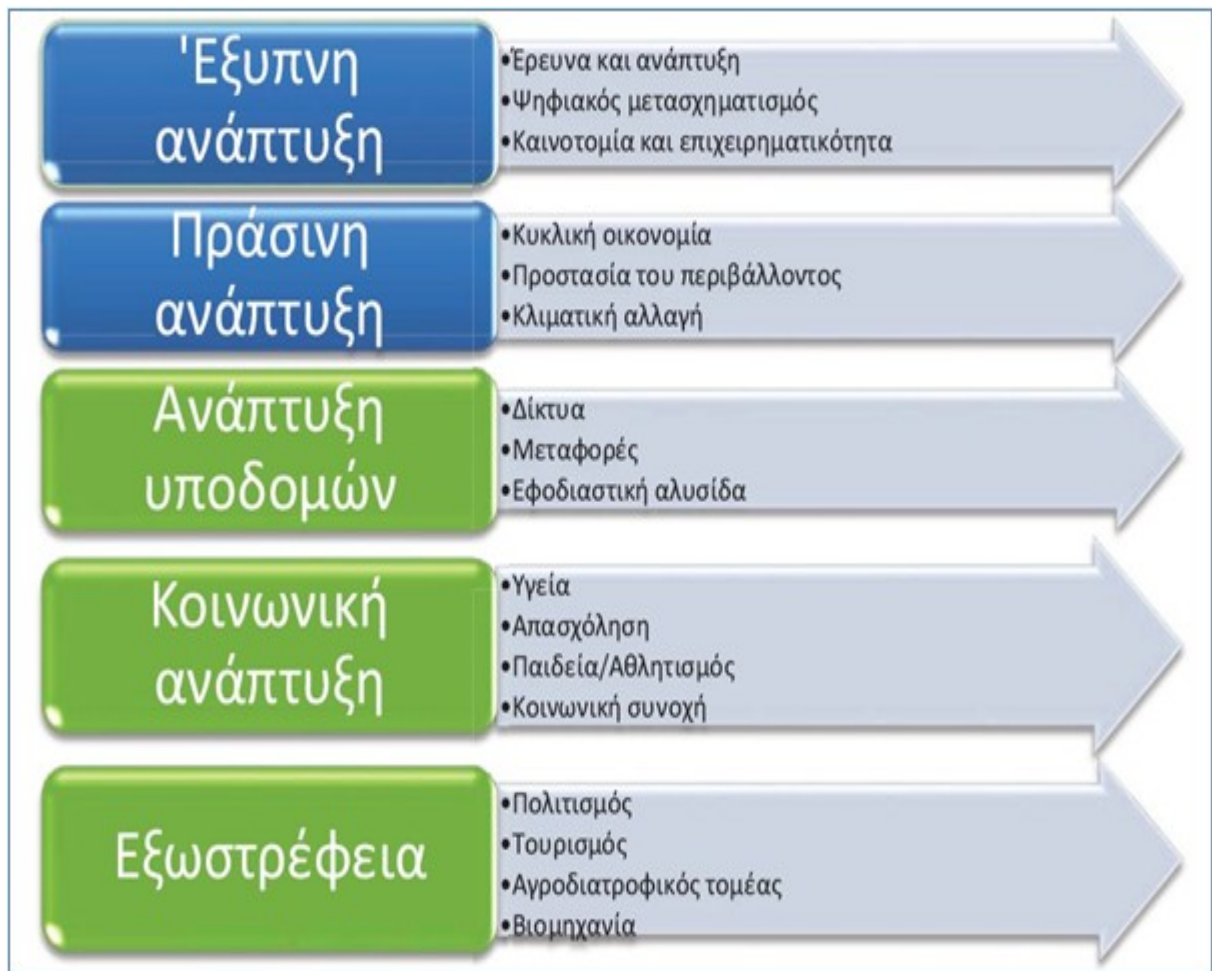 'Εξυπνη
ανάπτυξη
•Έρευνα και ανάπτυξη
•Ψηφιακός μετασχηματισμός
•Καινοτομία και επιχειρηματικότητα
Πράσινη
ανάπτυξη
•Κυκλική οικονομία
•Προστασία του περιβάλλοντος
•Κλιματική αλλαγή
Ανάπτυξη
υποδομών
•Δίκτυα
•Μεταφορές
•Εφοδιαστική αλυσίδα
Κοινωνική
ανάπτυξη
•Υγεία
•Απασχόληση
•Παιδεία/Αθλητισμός
•Κοινωνική συνοχή
Εξωστρέφεια
•Πολιτισμός
•Τουρισμός
•Αγροδιατροφικός τομέας
•Βιομηχανία